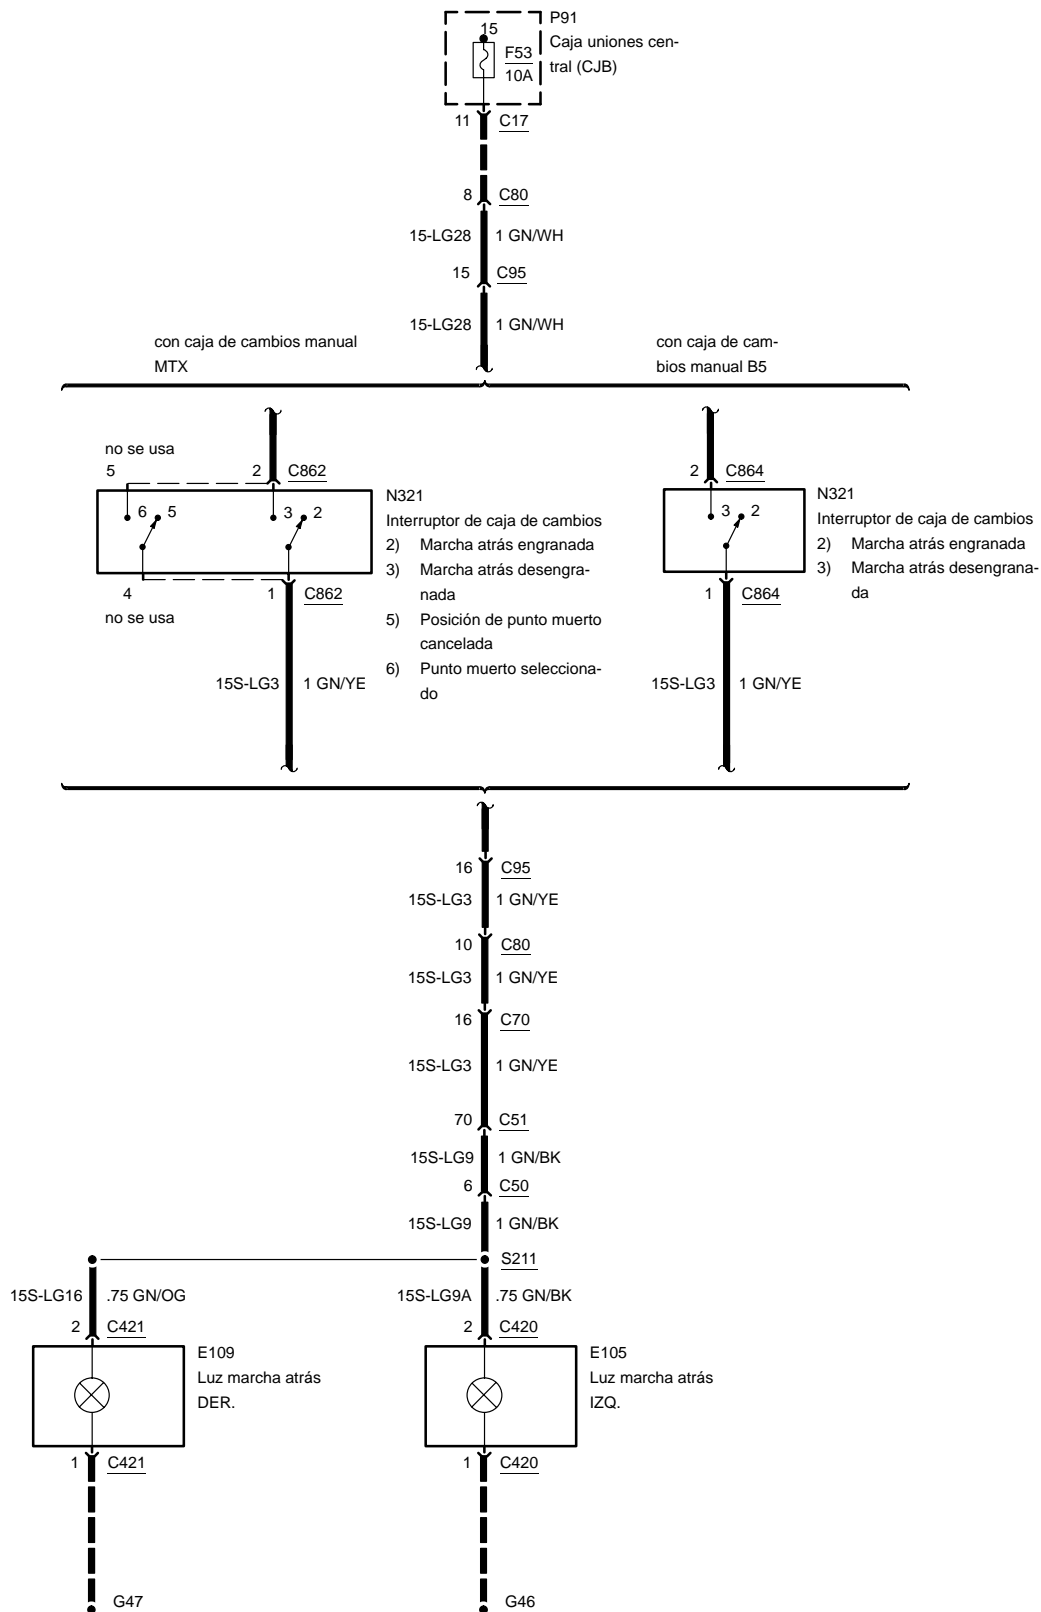 P91
15
Caja uniones cen-
F53
tral (CJB)
10A
11 C17
8 C80
15-LG28 1 GN/WH
15 C95
15-LG28 1 GN/WH
con caja de cambios manual
MTX
con caja de cam-
bios manual B5
no se usa
5 2 C862
6 5 3 2
4 1 C862
no se usa
N321
Interruptor de caja de cambios
2) Marcha atrás engranada
3) Marcha atrás desengra-
nada
5) Posición de punto muerto
cancelada
6) Punto muerto selecciona-
do
15S-LG3 1 GN/YE
2 C864
3 2
1 C864
N321
Interruptor de caja de cambios
2) Marcha atrás engranada
3) Marcha atrás desengrana-
da
15S-LG3 1 GN/YE
16 C95
15S-LG3 1 GN/YE
10 C80
15S-LG3 1 GN/YE
16 C70
15S-LG3 1 GN/YE
70 C51
15S-LG9 1 GN/BK
6 C50
15S-LG9 1 GN/BK
S211
15S-LG16 .75 GN/OG
15S-LG9A .75 GN/BK
2 C421
2 C420
E109
Luz marcha atrás
DER.
E105
Luz marcha atrás
IZQ.
1 C421
1 C420
G47
G46